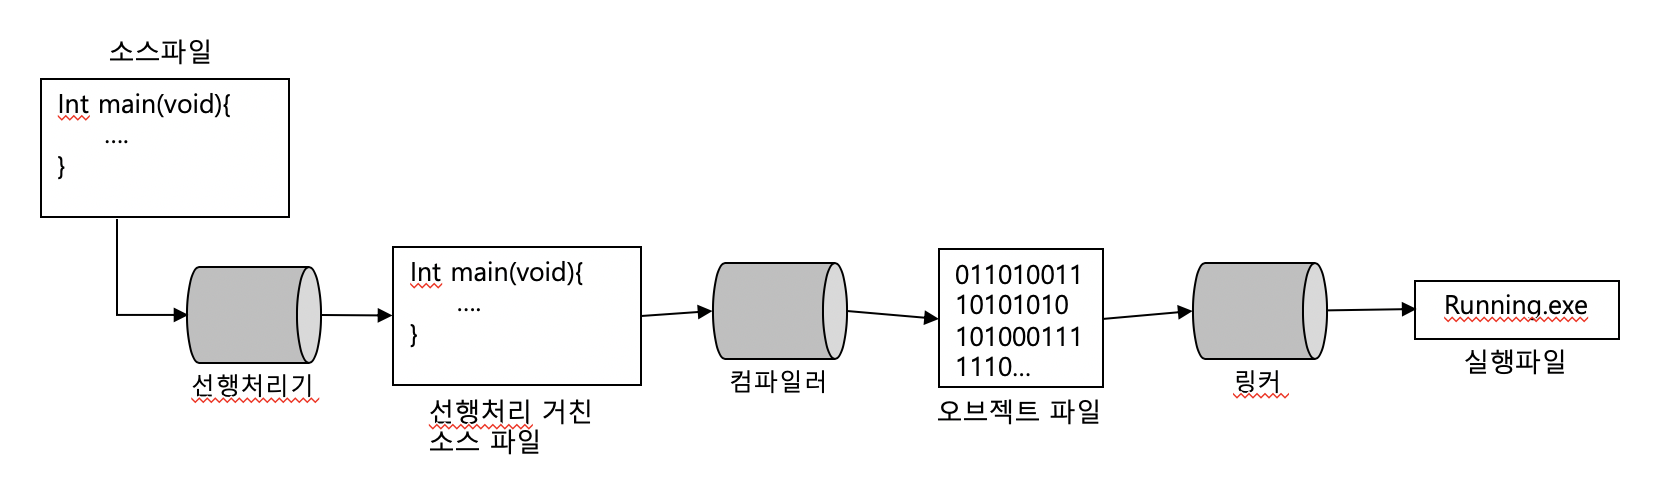 소스파일
Int main(void){
....
}
선행처리기
Int main(void){
....
}
선행처리 거친
소스 파일
컴파일러
011010011
10101010
101000111
1110...
오브젝트 파일
링커
Running.exe
실행파일